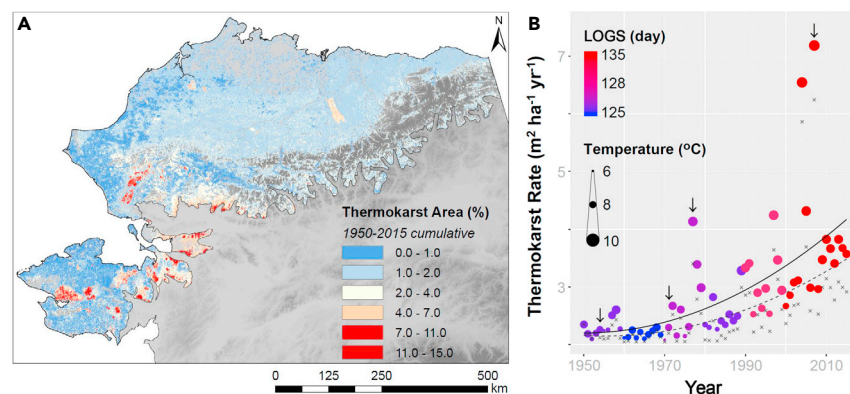 A
N
Thermokarst Area (%)
1950-2015 cumulative
0.0 - 1.0
1.0 - 2.0
2.0 - 4.0
4.0 - 7.0
7.0 - 11.0
11.0 - 15.0
0 125 250 500
km
B
LOGS (day)
135
128
125
Temperature (°C)
6
8
10
Thermokarst Rate (m² ha⁻¹ yr⁻¹)
7
5
3
1950 1970 1990 2010
Year